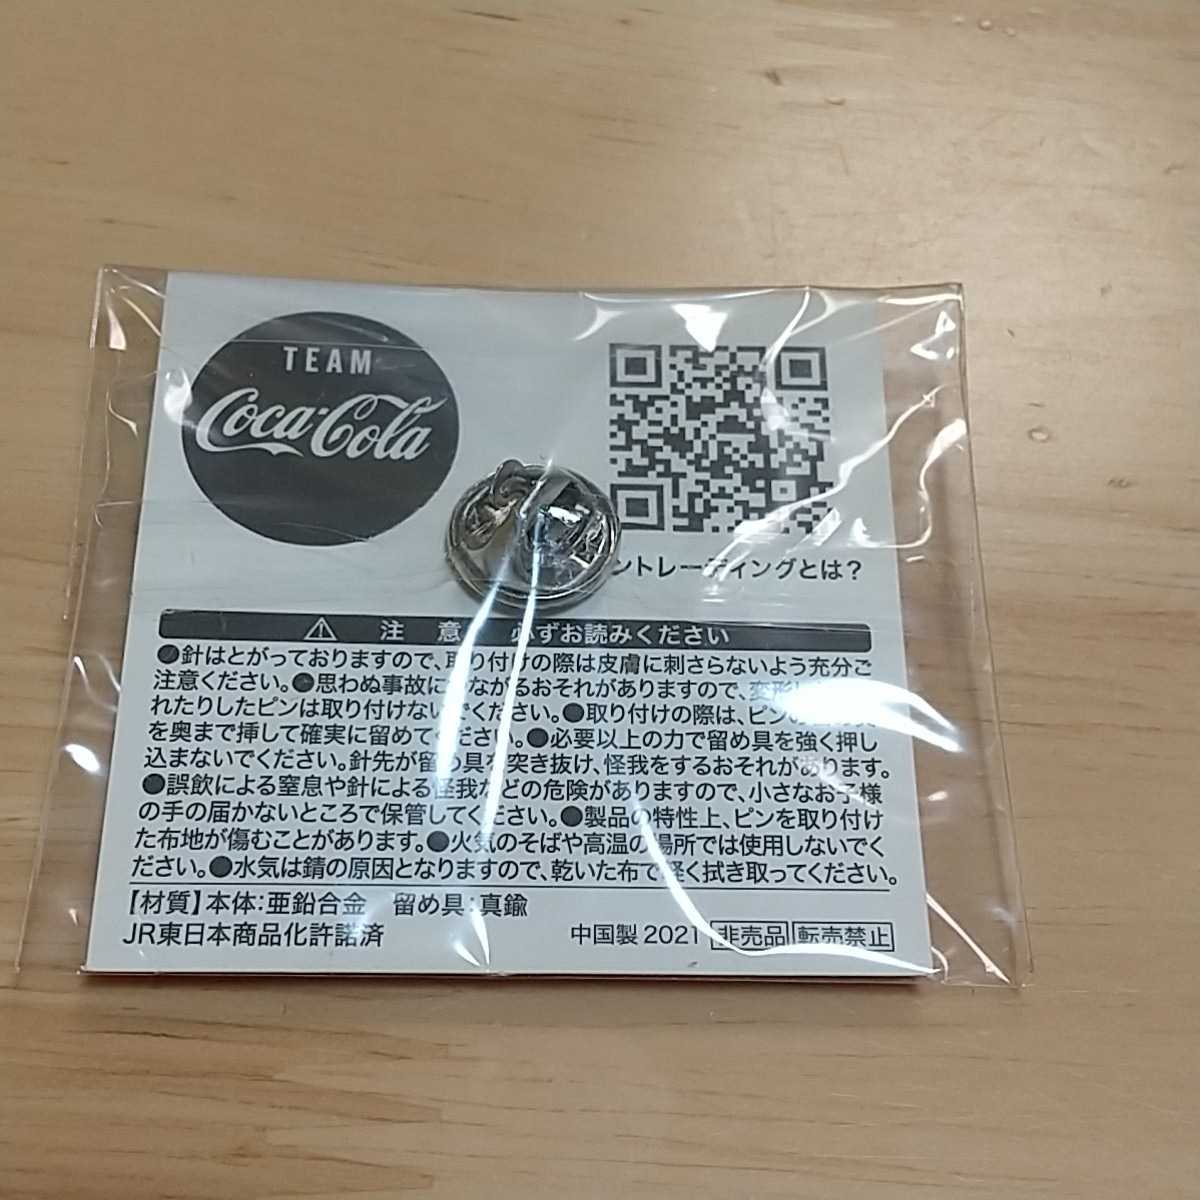 TEAM
Coca-Cola
ントレーディングとは?
注意 必ずお読みください
●針はとがっておりますので、取り付けの際は皮膚に刺さらないよう充分ご
注意ください。●思わぬ事故につながるおそれがありますので、変形し
れたりしたピンは取り付けないでください。●取り付けの際は、ピンの
を奥まで挿して確実に留めてください。●必要以上の力で留め具を強く押し
込まないでください。針先が留め具を突き抜け、怪我をするおそれがあります。
●誤飲による窒息や針による怪我などの危険がありますので、小さなお子様
の手の届かないところで保管してください。●製品の特性上、ピンを取り付け
た布地が傷むことがあります。●火気のそばや高温の場所では使用しないでく
ださい。●水気は錆の原因となりますので、乾いた布で軽く拭き取ってください。
【材質】本体:亜鉛合金 留め具:真鍮
JR東日本商品化許諾済
中国製 2021 非売品 転売禁止